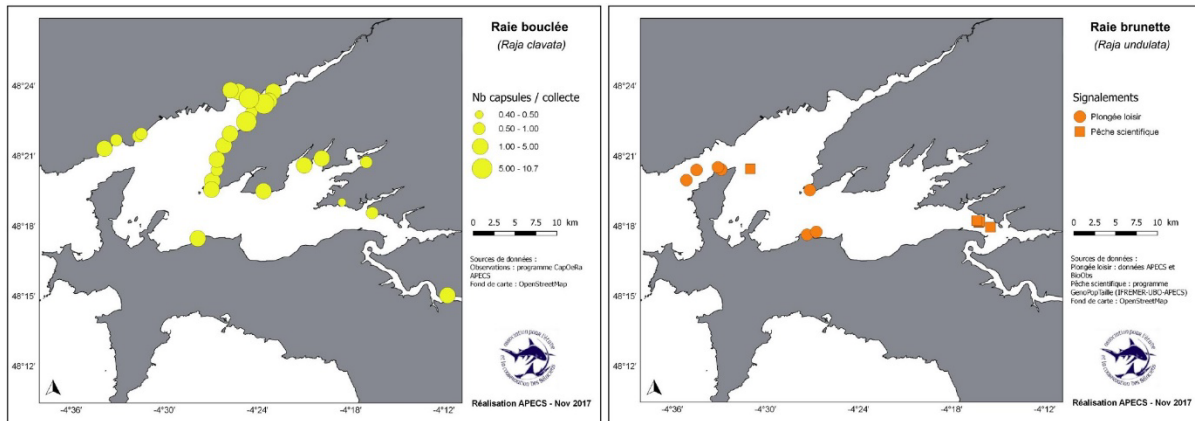 Raie bouclée
(Raja clavata)
Nb capsules / collecte
0.40 - 0.50
0.50 - 1.00
1.00 - 5.00
5.00 - 10.7
0 2.5 5 7.5 10 km
Sources de données :
Observations : programme CapOeRa
APECS
Fond de carte : OpenStreetMap
Réalisation APECS - Nov 2017
48°24'
48°21'
48°18'
48°15'
48°12'
-4°36' -4°30' -4°24' -4°18' -4°12'
Raie brunette
(Raja undulata)
Signalements
Plongée loisir
Pêche scientifique
0 2.5 5 7.5 10 km
Sources de données :
Plongée loisir : données APECS et
BioObs
Pêche scientifique : programme
GenoPopTaille (IFREMER-UBO-APECS)
Fond de carte : OpenStreetMap
Réalisation APECS - Nov 2017
48°24'
48°21'
48°18'
48°15'
48°12'
-4°36' -4°30' -4°24' -4°18' -4°12'